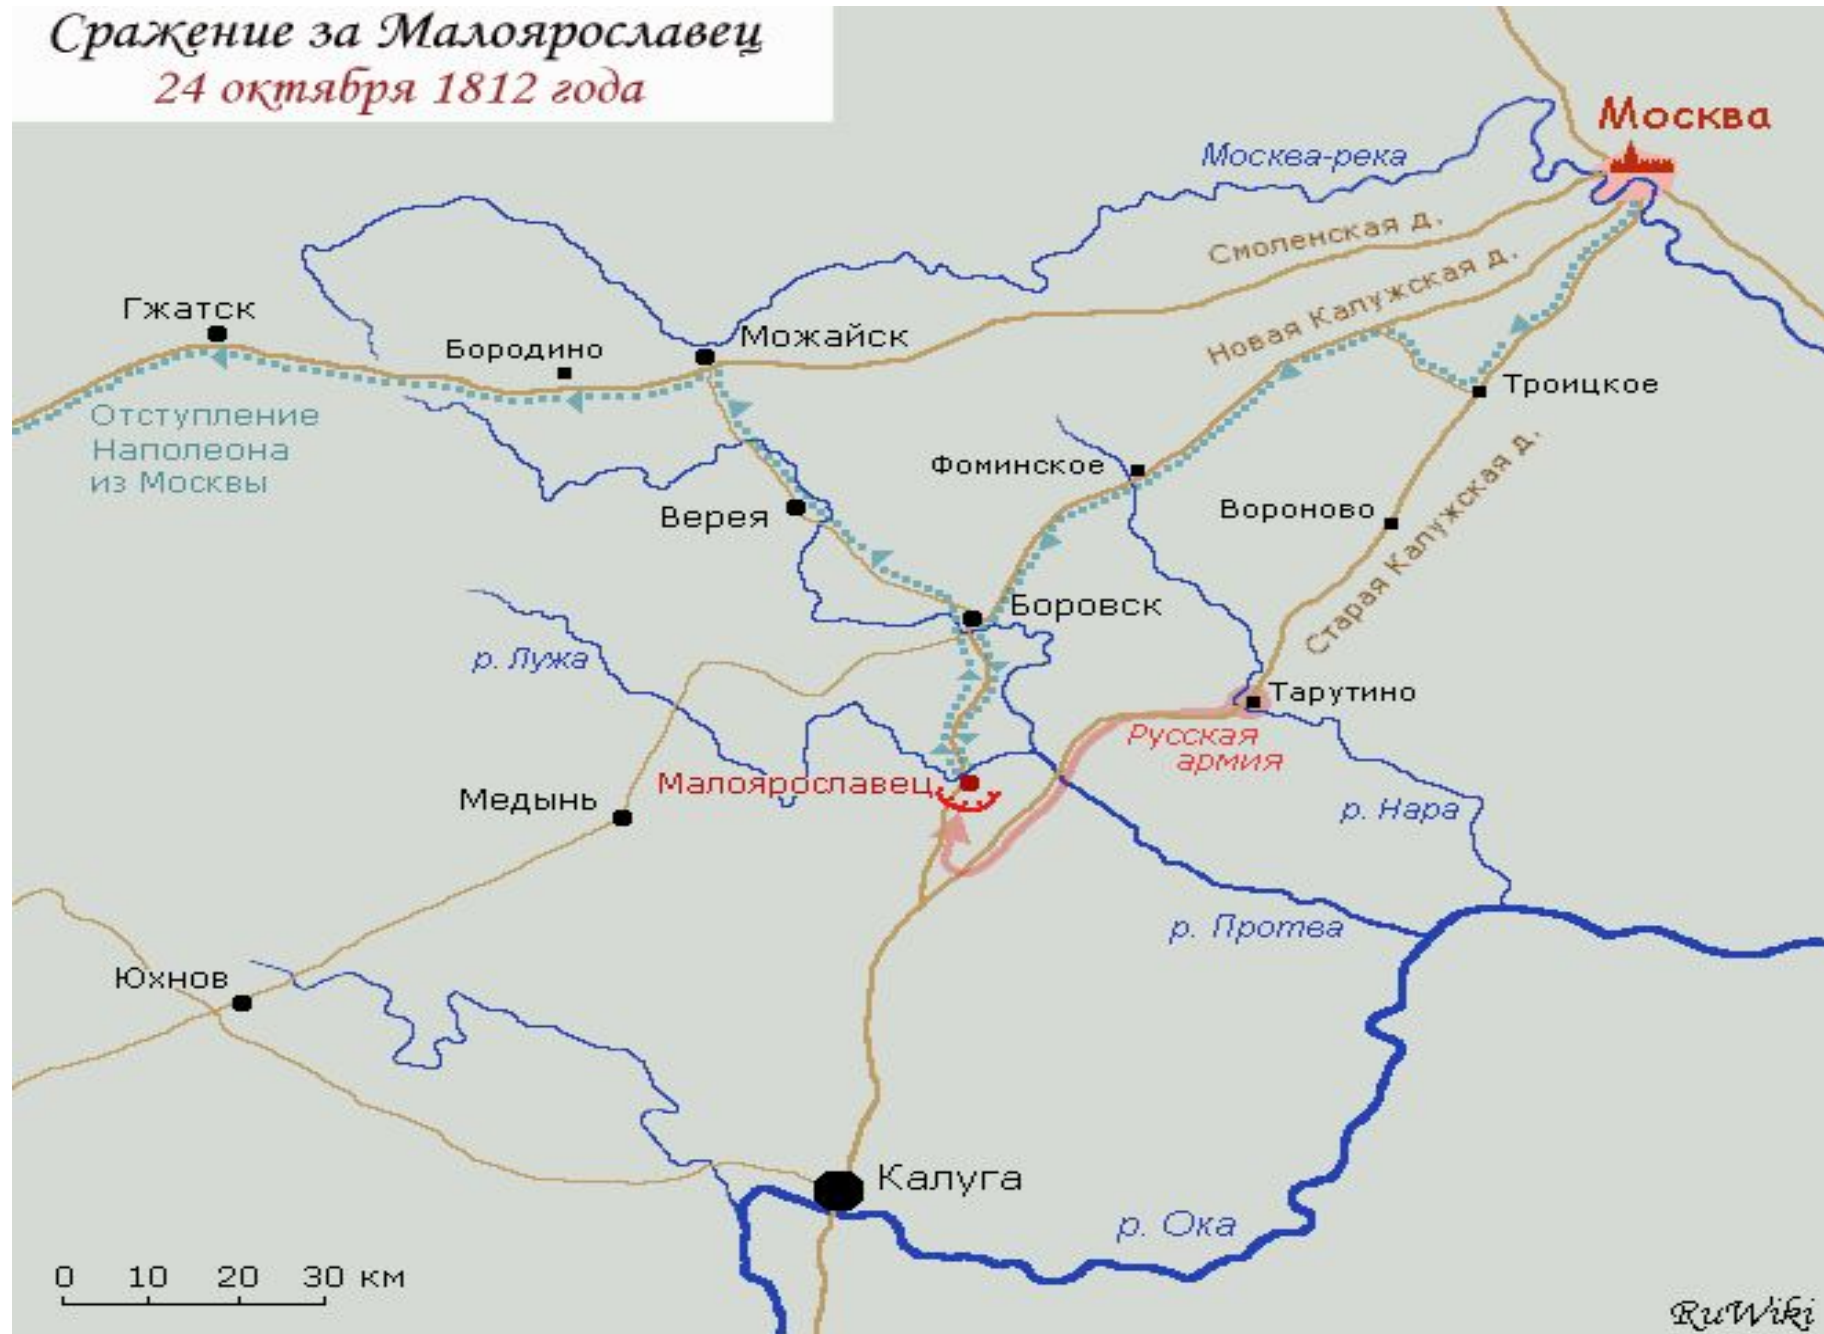 Сражение за Малоярославец
24 октября 1812 года
Москва
Москва-река
Смоленская д.
Новая Калужская д.
Гжатск
Бородино
Можайск
Троицкое
Отступление
Наполеона
из Москвы
Фоминское
Старая Калужская д.
Верея
Вороново
Боровск
р. Лужа
Тарутино
Русская
армия
Малоярославец
Медынь
р. Нара
р. Протва
Юхнов
Калуга
р. Ока
0 10 20 30 км
RuWiki